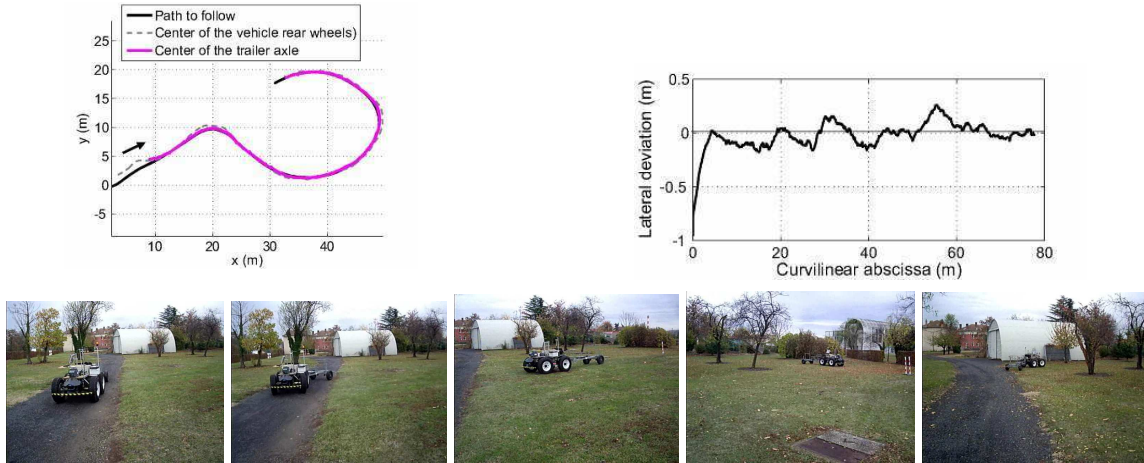 Path to follow
Center of the vehicle rear wheels)
Center of the trailer axle
25
20
15
10
5
0
-5
y (m)
10
20
30
40
x (m)
0.5
0
-0.5
-1
Lateral deviation (m)
0
20
40
60
80
Curvilinear abscissa (m)